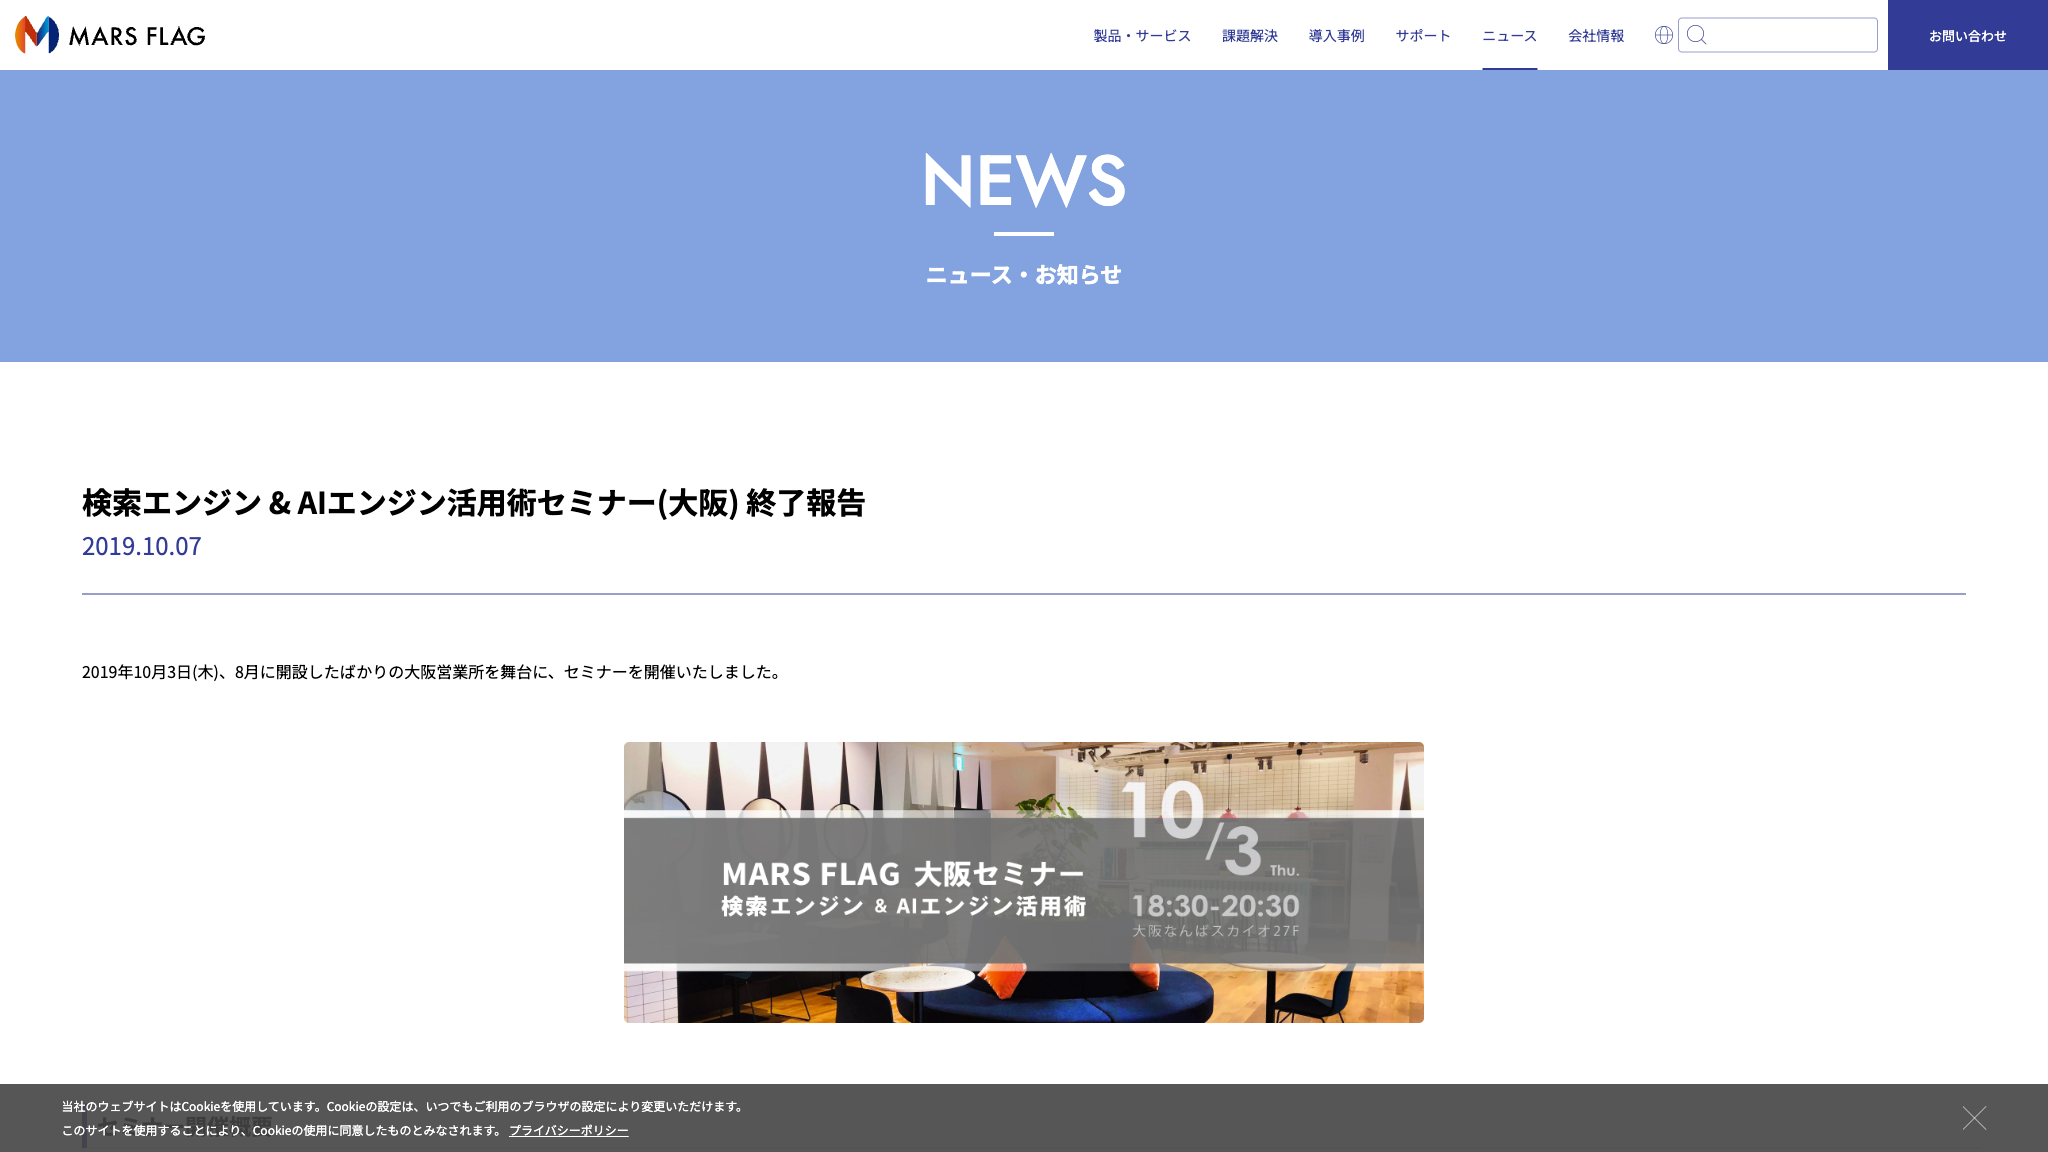 MARS FLAG
製品・サービス
課題解決
導入事例
サポート
ニュース
会社情報
お問い合わせ
NEWS
ニュース・お知らせ
検索エンジン & AIエンジン活用術セミナー(大阪) 終了報告
2019.10.07
2019年10月3日(木)、8月に開設したばかりの大阪営業所を舞台に、セミナーを開催いたしました。
10/3 Thu.
MARS FLAG 大阪セミナー
検索エンジン & AIエンジン活用術
18:30-20:30
大阪なんばスカイオ27F
セミナー開催概要
当社のウェブサイトはCookieを使用しています。Cookieの設定は、いつでもご利用のブラウザの設定により変更いただけます。
このサイトを使用することにより、Cookieの使用に同意したものとみなされます。 プライバシーポリシー